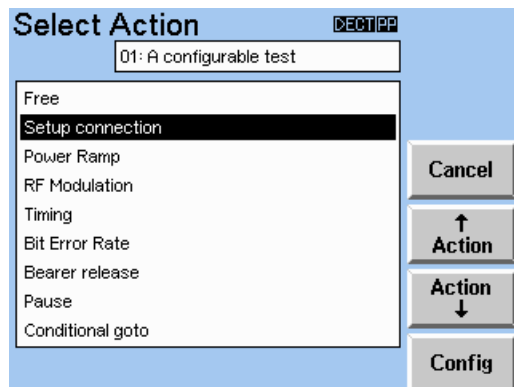 Select Action
DECT PP
01: A configurable test
Free
Setup connection
Power Ramp
RF Modulation
Timing
Bit Error Rate
Bearer release
Pause
Conditional goto
Cancel
↑
Action
Action
↓
Config